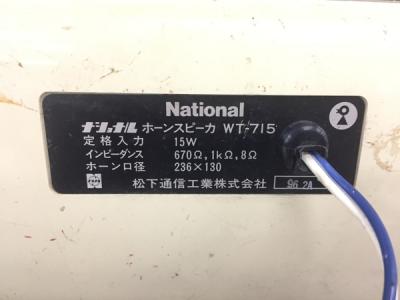 National
ナショナル ホーンスピーカ WT-715
定格入力 15W
インピーダンス 670Ω,1kΩ,8Ω
ホーン口径 236×130
松下通信工業株式会社 96.2A